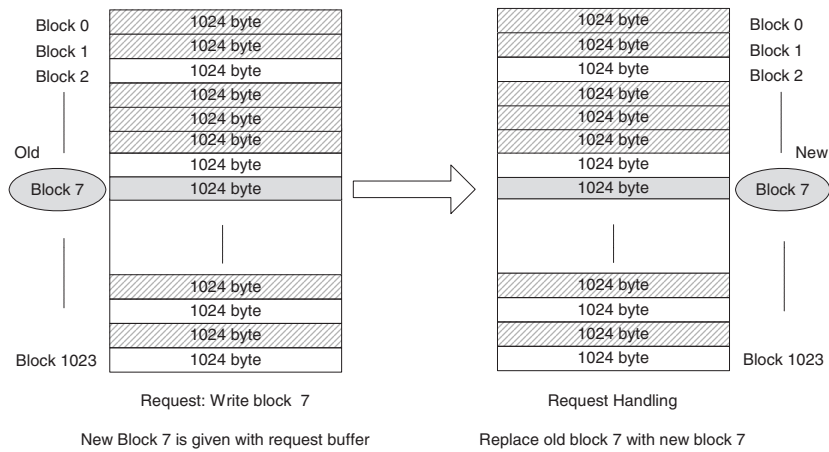 Block 0
1024 byte
1024 byte
Block 0
Block 1
1024 byte
1024 byte
Block 1
Block 2
1024 byte
1024 byte
Block 2
1024 byte
1024 byte
1024 byte
1024 byte
1024 byte
1024 byte
Old
1024 byte
1024 byte
New
Block 7
1024 byte
1024 byte
Block 7
1024 byte
1024 byte
1024 byte
1024 byte
1024 byte
1024 byte
Block 1023
1024 byte
1024 byte
Block 1023
Request: Write block 7
Request Handling
New Block 7 is given with request buffer
Replace old block 7 with new block 7